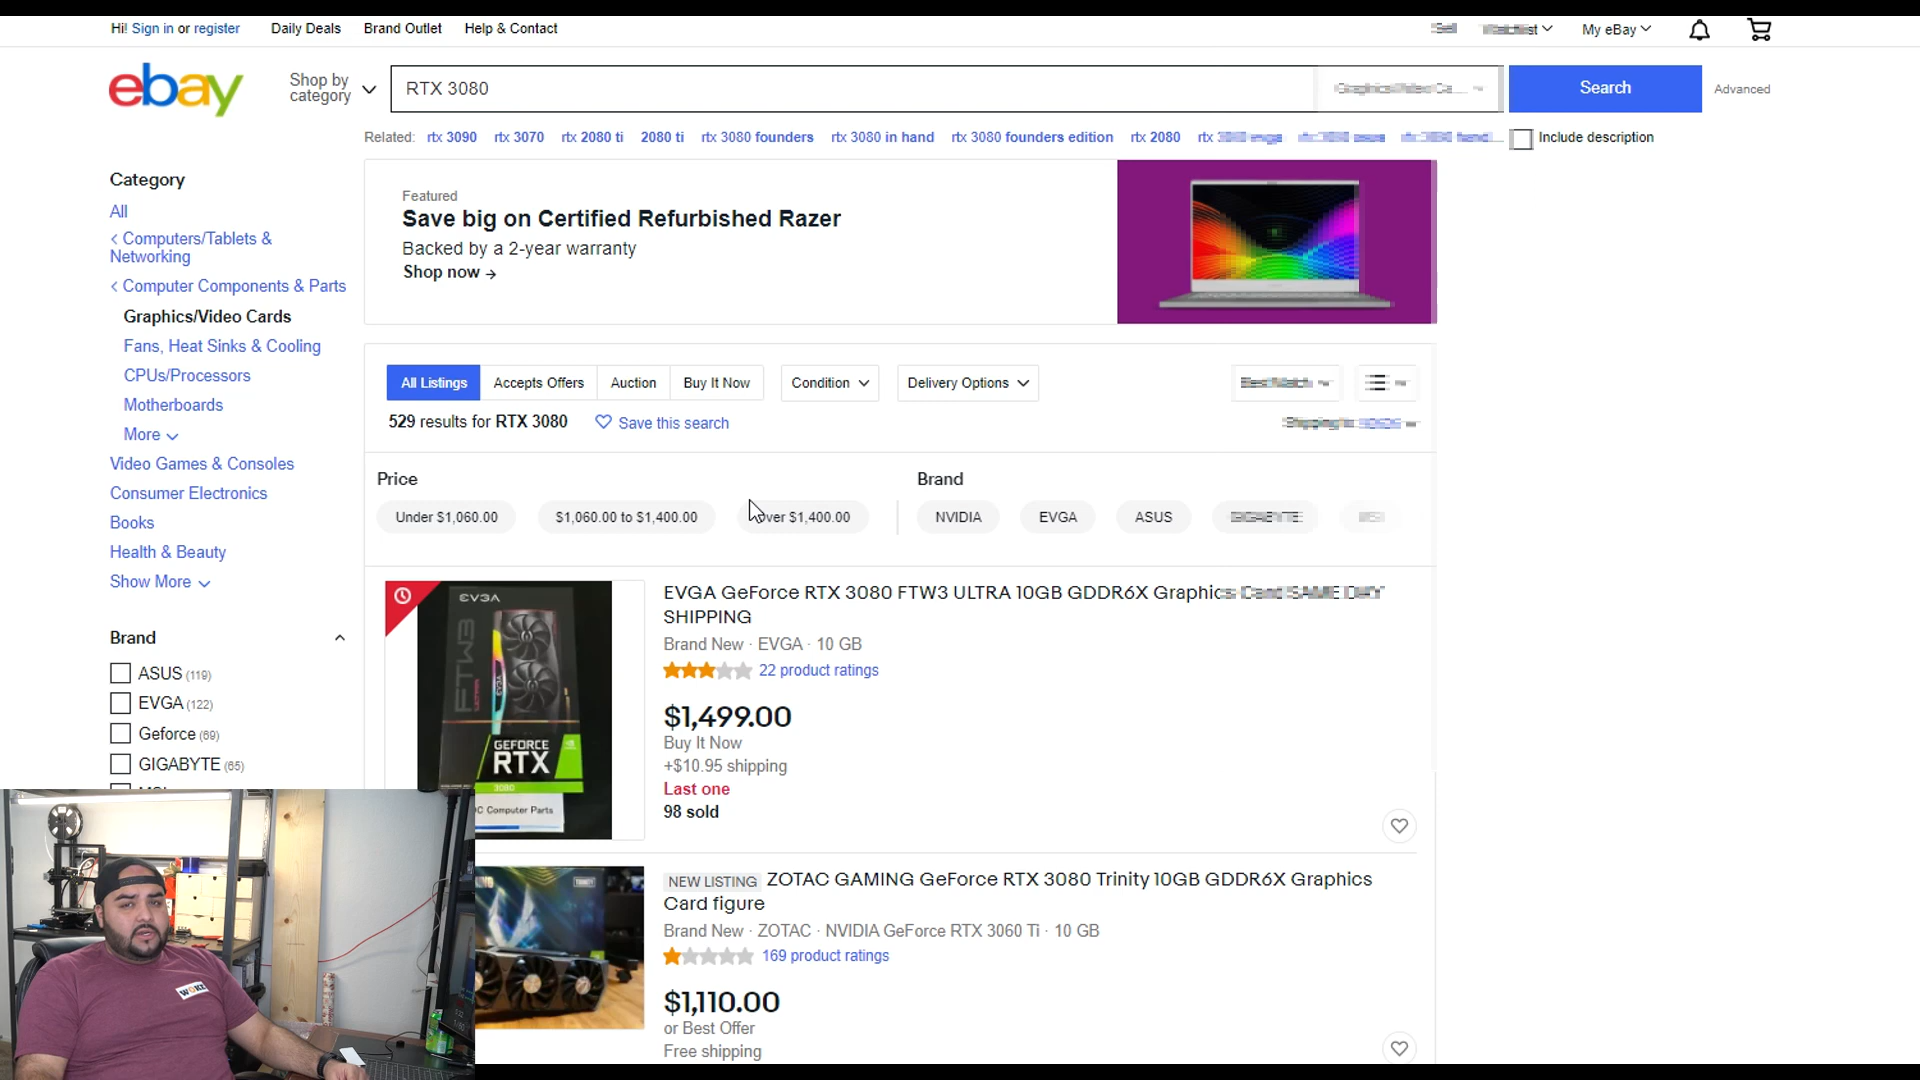 Hi! Sign in or register Daily Deals Brand Outlet Help & Contact Sell My eBay
ebay
Shop by category
RTX 3080
Search
Advanced
Related: rtx 3090 rtx 3070 rtx 2080 ti 2080 ti rtx 3080 founders rtx 3080 in hand rtx 3080 founders edition rtx 2080 rtx
Include description
Category
All
< Computers/Tablets &
Networking
< Computer Components & Parts
Graphics/Video Cards
Fans, Heat Sinks & Cooling
CPUs/Processors
Motherboards
More
Video Games & Consoles
Consumer Electronics
Books
Health & Beauty
Show More
Brand
ASUS (119)
EVGA (122)
Geforce (69)
GIGABYTE (65)
Featured
Save big on Certified Refurbished Razer
Backed by a 2-year warranty
Shop now →
All Listings Accepts Offers Auction Buy It Now Condition Delivery Options Best Match
529 results for RTX 3080 Save this search
Price
Under $1,060.00 $1,060.00 to $1,400.00 Over $1,400.00
Brand
NVIDIA EVGA ASUS GIGABYTE
EVGA
FTW3
GEFORCE
RTX
3080
Computer Parts
EVGA GeForce RTX 3080 FTW3 ULTRA 10GB GDDR6X Graphics Card SAME DAY
SHIPPING
Brand New · EVGA · 10 GB
22 product ratings
$1,499.00
Buy It Now
+$10.95 shipping
Last one
98 sold
NEW LISTING ZOTAC GAMING GeForce RTX 3080 Trinity 10GB GDDR6X Graphics
Card figure
Brand New · ZOTAC · NVIDIA GeForce RTX 3060 Ti · 10 GB
169 product ratings
$1,110.00
or Best Offer
Free shipping